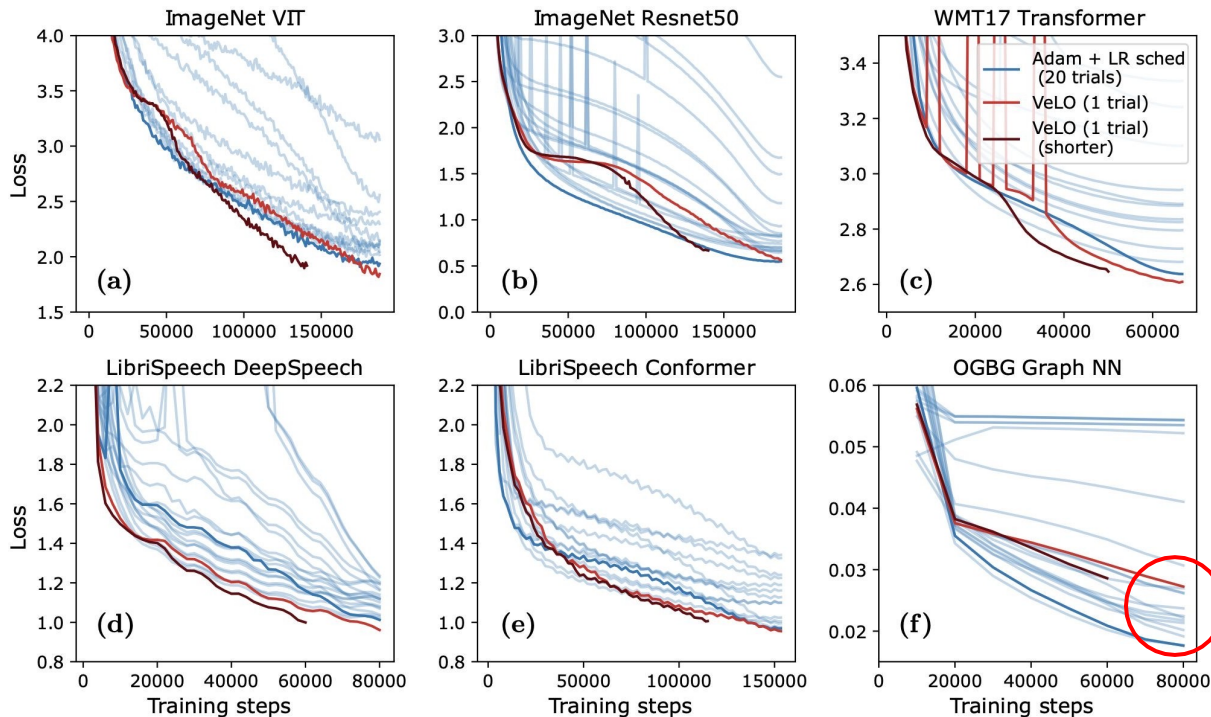 ImageNet VIT
4.0
3.5
3.0
2.5
2.0
1.5
Loss
(a)
0 50000 100000 150000
ImageNet Resnet50
3.0
2.5
2.0
1.5
1.0
0.5
0.0
(b)
0 50000 100000 150000
WMT17 Transformer
3.4
3.2
3.0
2.8
2.6
Adam + LR sched
(20 trials)
VeLO (1 trial)
VeLO (1 trial)
(shorter)
(c)
0 20000 40000 60000
LibriSpeech DeepSpeech
2.2
2.0
1.8
1.6
1.4
1.2
1.0
0.8
Loss
(d)
0 20000 40000 60000 80000
Training steps
LibriSpeech Conformer
2.2
2.0
1.8
1.6
1.4
1.2
1.0
0.8
(e)
0 50000 100000 150000
Training steps
OGBG Graph NN
0.06
0.05
0.04
0.03
0.02
(f)
0 20000 40000 60000 80000
Training steps